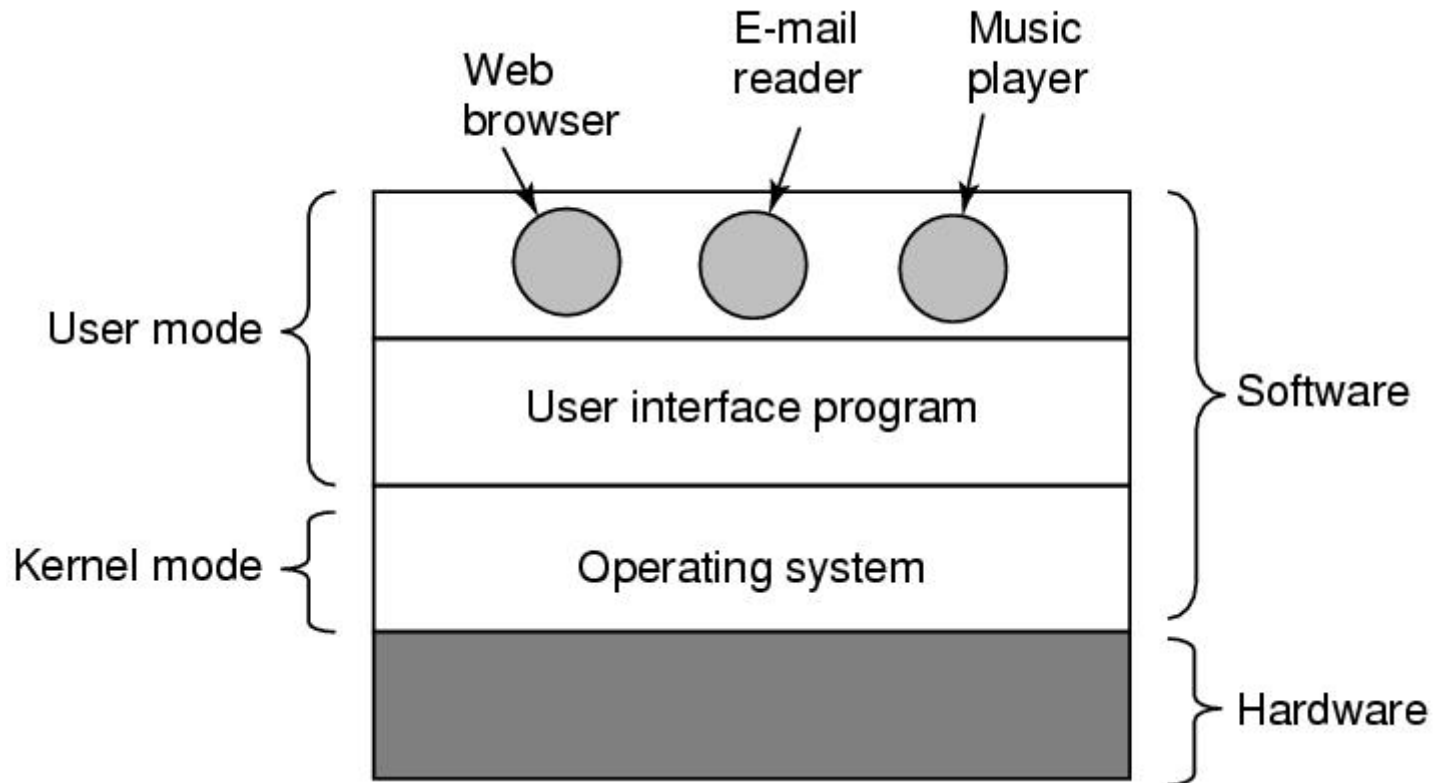 Web
browser
E-mail
reader
Music
player
User mode
User interface program
Software
Kernel mode
Operating system
Hardware